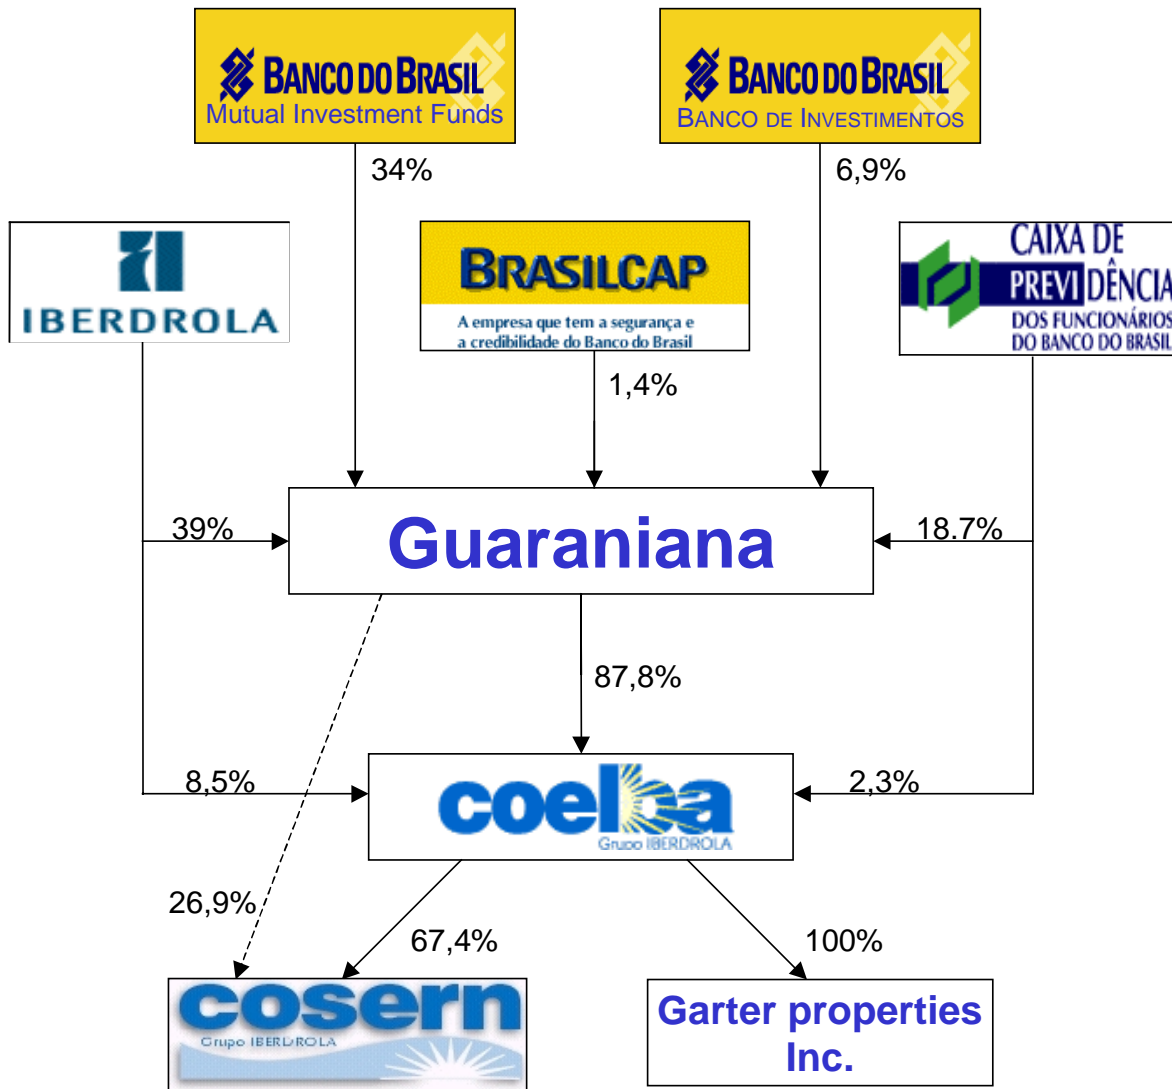 BANCO DO BRASIL
Mutual Investment Funds
BANCO DO BRASIL
BANCO DE INVESTIMENTOS
34%
6,9%
IBERDROLA
BRASILCAP
A empresa que tem a segurança e
a credibilidade do Banco do Brasil
CAIXA DE
PREVIDÊNCIA
DOS FUNCIONÁRIOS
DO BANCO DO BRASIL
1,4%
39%
Guaraniana
18.7%
87,8%
8,5%
coelba
Grupo IBERDROLA
2,3%
26,9%
67,4%
100%
cosern
Grupo IBERDROLA
Garter properties
Inc.